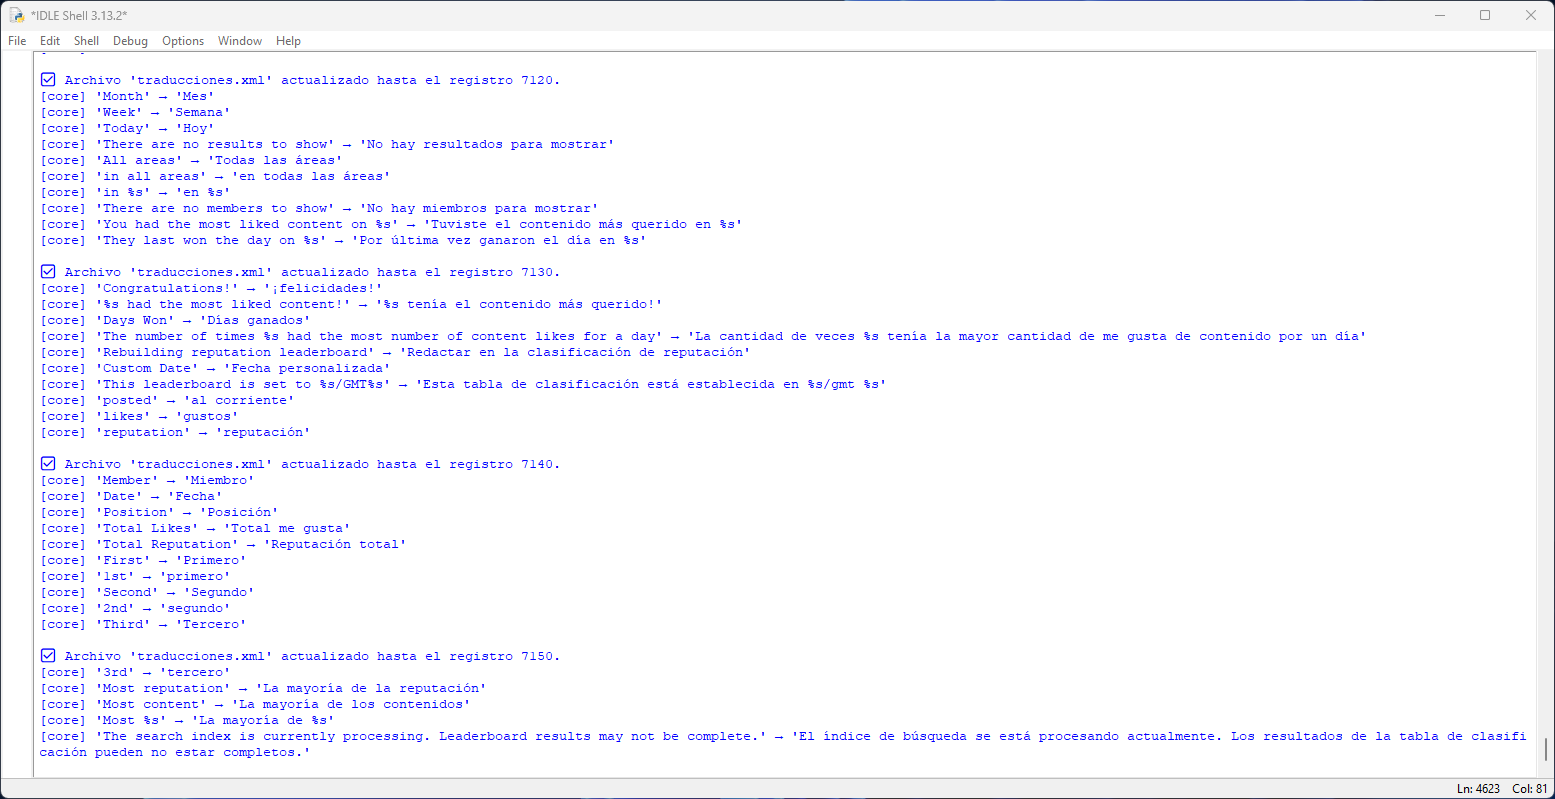 *IDLE Shell 3.13.2*
File Edit Shell Debug Options Window Help
Archivo 'traducciones.xml' actualizado hasta el registro 7120.
[core] 'Month' → 'Mes'
[core] 'Week' → 'Semana'
[core] 'Today' → 'Hoy'
[core] 'There are no results to show' → 'No hay resultados para mostrar'
[core] 'All areas' → 'Todas las áreas'
[core] 'in all areas' → 'en todas las áreas'
[core] 'in %s' → 'en %s'
[core] 'There are no members to show' → 'No hay miembros para mostrar'
[core] 'You had the most liked content on %s' → 'Tuviste el contenido más querido en %s'
[core] 'They last won the day on %s' → 'Por última vez ganaron el día en %s'
Archivo 'traducciones.xml' actualizado hasta el registro 7130.
[core] 'Congratulations!' → '¡felicidades!'
[core] '%s had the most liked content!' → '%s tenía el contenido más querido!'
[core] 'Days Won' → 'Días ganados'
[core] 'The number of times %s had the most number of content likes for a day' → 'La cantidad de veces %s tenía la mayor cantidad de me gusta de contenido por un día'
[core] 'Rebuilding reputation leaderboard' → 'Redactar en la clasificación de reputación'
[core] 'Custom Date' → 'Fecha personalizada'
[core] 'This leaderboard is set to %s/GMT%s' → 'Esta tabla de clasificación está establecida en %s/gmt %s'
[core] 'posted' → 'al corriente'
[core] 'likes' → 'gustos'
[core] 'reputation' → 'reputación'
Archivo 'traducciones.xml' actualizado hasta el registro 7140.
[core] 'Member' → 'Miembro'
[core] 'Date' → 'Fecha'
[core] 'Position' → 'Posición'
[core] 'Total Likes' → 'Total me gusta'
[core] 'Total Reputation' → 'Reputación total'
[core] 'First' → 'Primero'
[core] '1st' → 'primero'
[core] 'Second' → 'Segundo'
[core] '2nd' → 'segundo'
[core] 'Third' → 'Tercero'
Archivo 'traducciones.xml' actualizado hasta el registro 7150.
[core] '3rd' → 'tercero'
[core] 'Most reputation' → 'La mayoría de la reputación'
[core] 'Most content' → 'La mayoría de los contenidos'
[core] 'Most %s' → 'La mayoría de %s'
[core] 'The search index is currently processing. Leaderboard results may not be complete.' → 'El índice de búsqueda se está procesando actualmente. Los resultados de la tabla de clasifi
cación pueden no estar completos.'
Ln: 4623 Col: 81